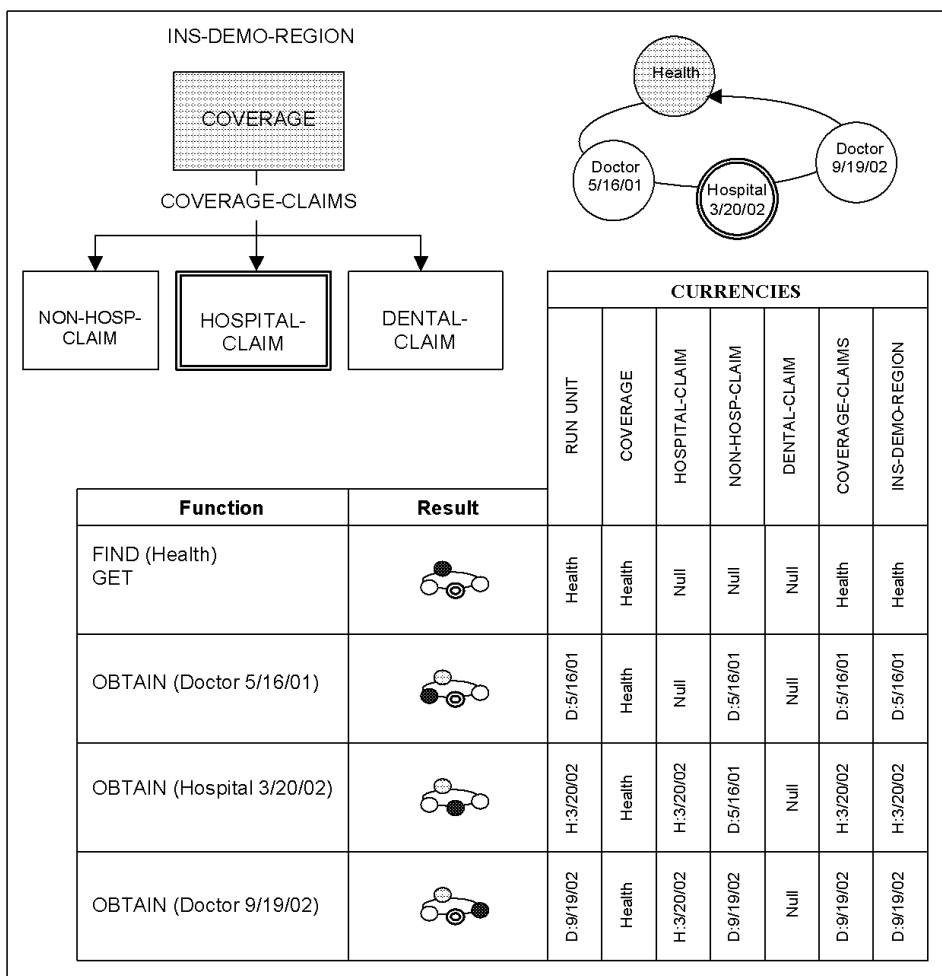 INS-DEMO-REGION
COVERAGE
COVERAGE-CLAIMS
NON-HOSP-
CLAIM
HOSPITAL-
CLAIM
DENTAL-
CLAIM
Health
Doctor
5/16/01
Hospital
3/20/02
Doctor
9/19/02
CURRENCIES
RUN UNIT
COVERAGE
HOSPITAL-CLAIM
NON-HOSP-CLAIM
DENTAL-CLAIM
COVERAGE-CLAIMS
INS-DEMO-REGION
Function
Result
FIND (Health)
GET
Health
Health
Null
Null
Null
Health
Health
OBTAIN (Doctor 5/16/01)
D:5/16/01
Health
Null
D:5/16/01
Null
D:5/16/01
D:5/16/01
OBTAIN (Hospital 3/20/02)
H:3/20/02
Health
H:3/20/02
D:5/16/01
Null
H:3/20/02
H:3/20/02
OBTAIN (Doctor 9/19/02)
D:9/19/02
Health
H:3/20/02
D:9/19/02
Null
D:9/19/02
D:9/19/02